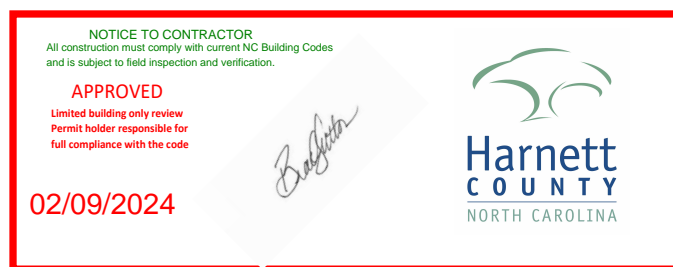 NOTICE TO CONTRACTOR
All construction must comply with current NC Building Codes
and is subject to field inspection and verification.
APPROVED
Limited building only review
Permit holder responsible for
full compliance with the code
Brad Sutton
02/09/2024
Harnett
COUNTY
NORTH CAROLINA